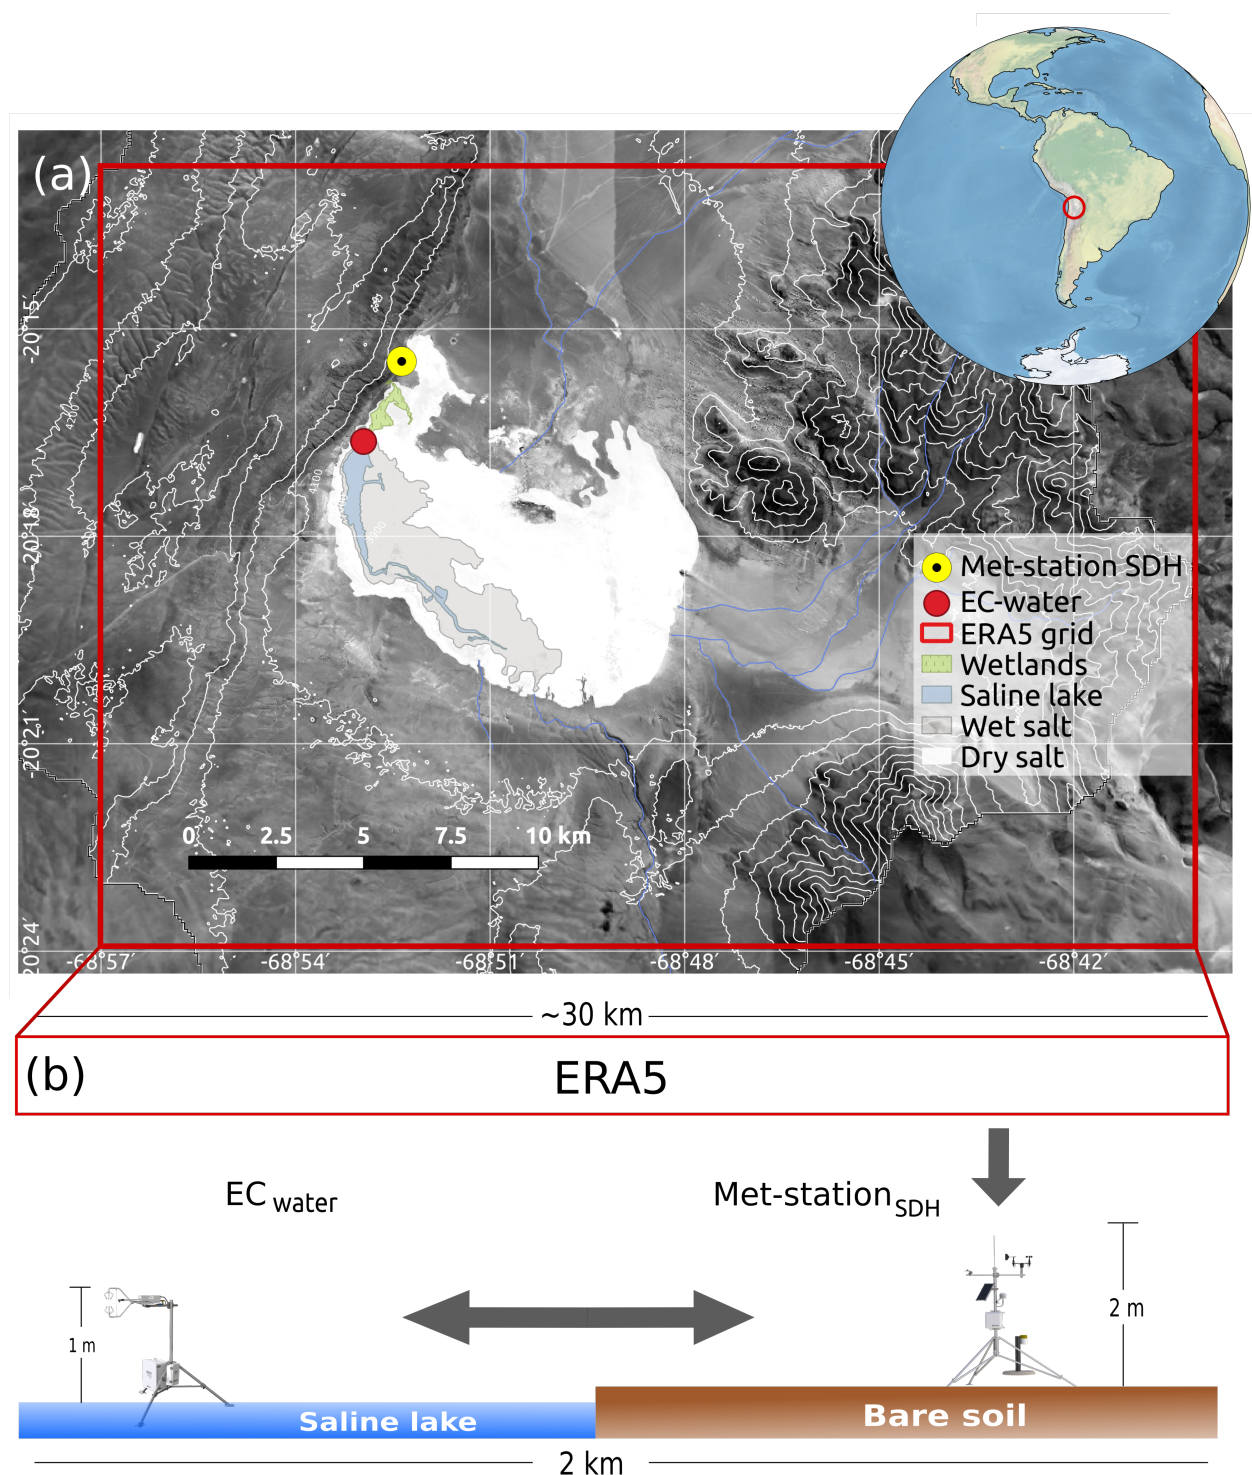 (a)
-20°15´
4200
4100
-20°18´
Met-station SDH
EC-water
ERA5 grid
Wetlands
Saline lake
Wet salt
Dry salt
-20°21´
0 2.5 5 7.5 10 km
20°24´
-68°57´ -68°54´ -68°51´ -68°48´ -68°45´ -68°42´
~30 km
(b) ERA5
EC water
Met-station SDH
1 m
2 m
Saline lake
Bare soil
2 km